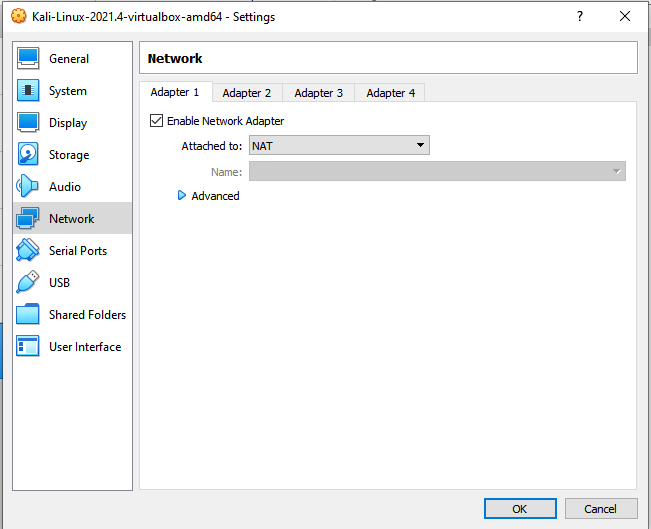 Kali-Linux-2021.4-virtualbox-amd64 - Settings
?
General
System
Display
Storage
Audio
Network
Serial Ports
USB
Shared Folders
User Interface
Network
Adapter 1 Adapter 2 Adapter 3 Adapter 4
Enable Network Adapter
Attached to: NAT
Name:
Advanced
OK Cancel